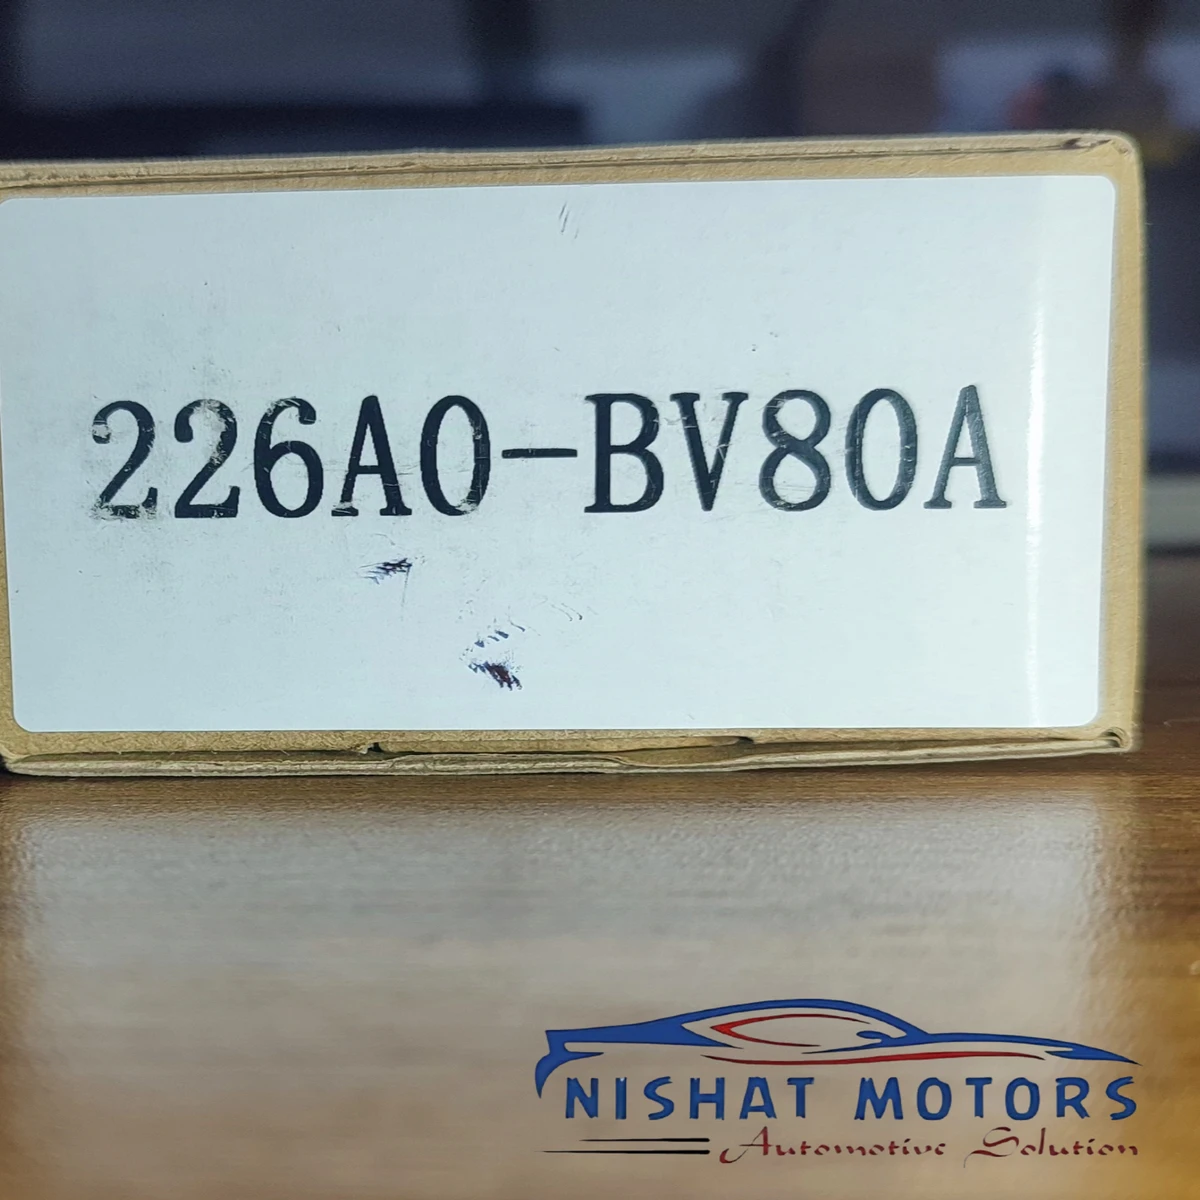 226A0-BV80A
NISHAT MOTORS
Automotive Solution